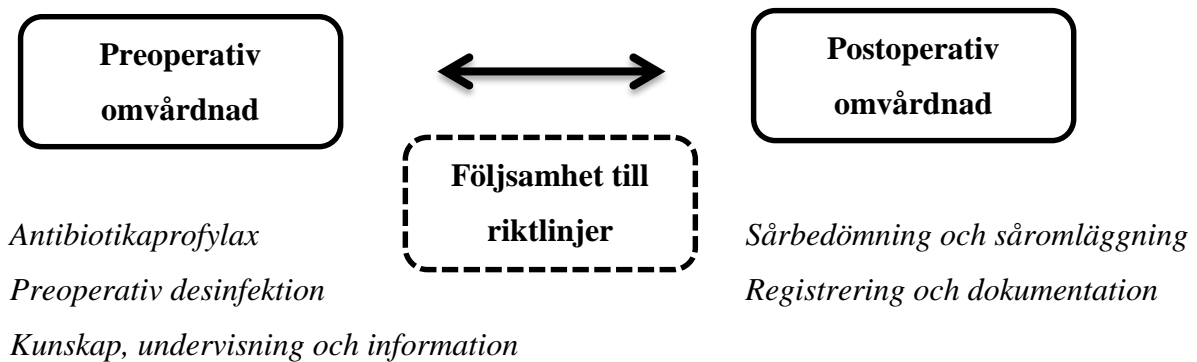 Preoperativ
omvårdnad
Postoperativ
omvårdnad
Följsamhet till
riktlinjer
Antibiotikaprofylax
Preoperativ desinfektion
Kunskap, undervisning och information
Sårbedömning och såromläggning
Registrering och dokumentation